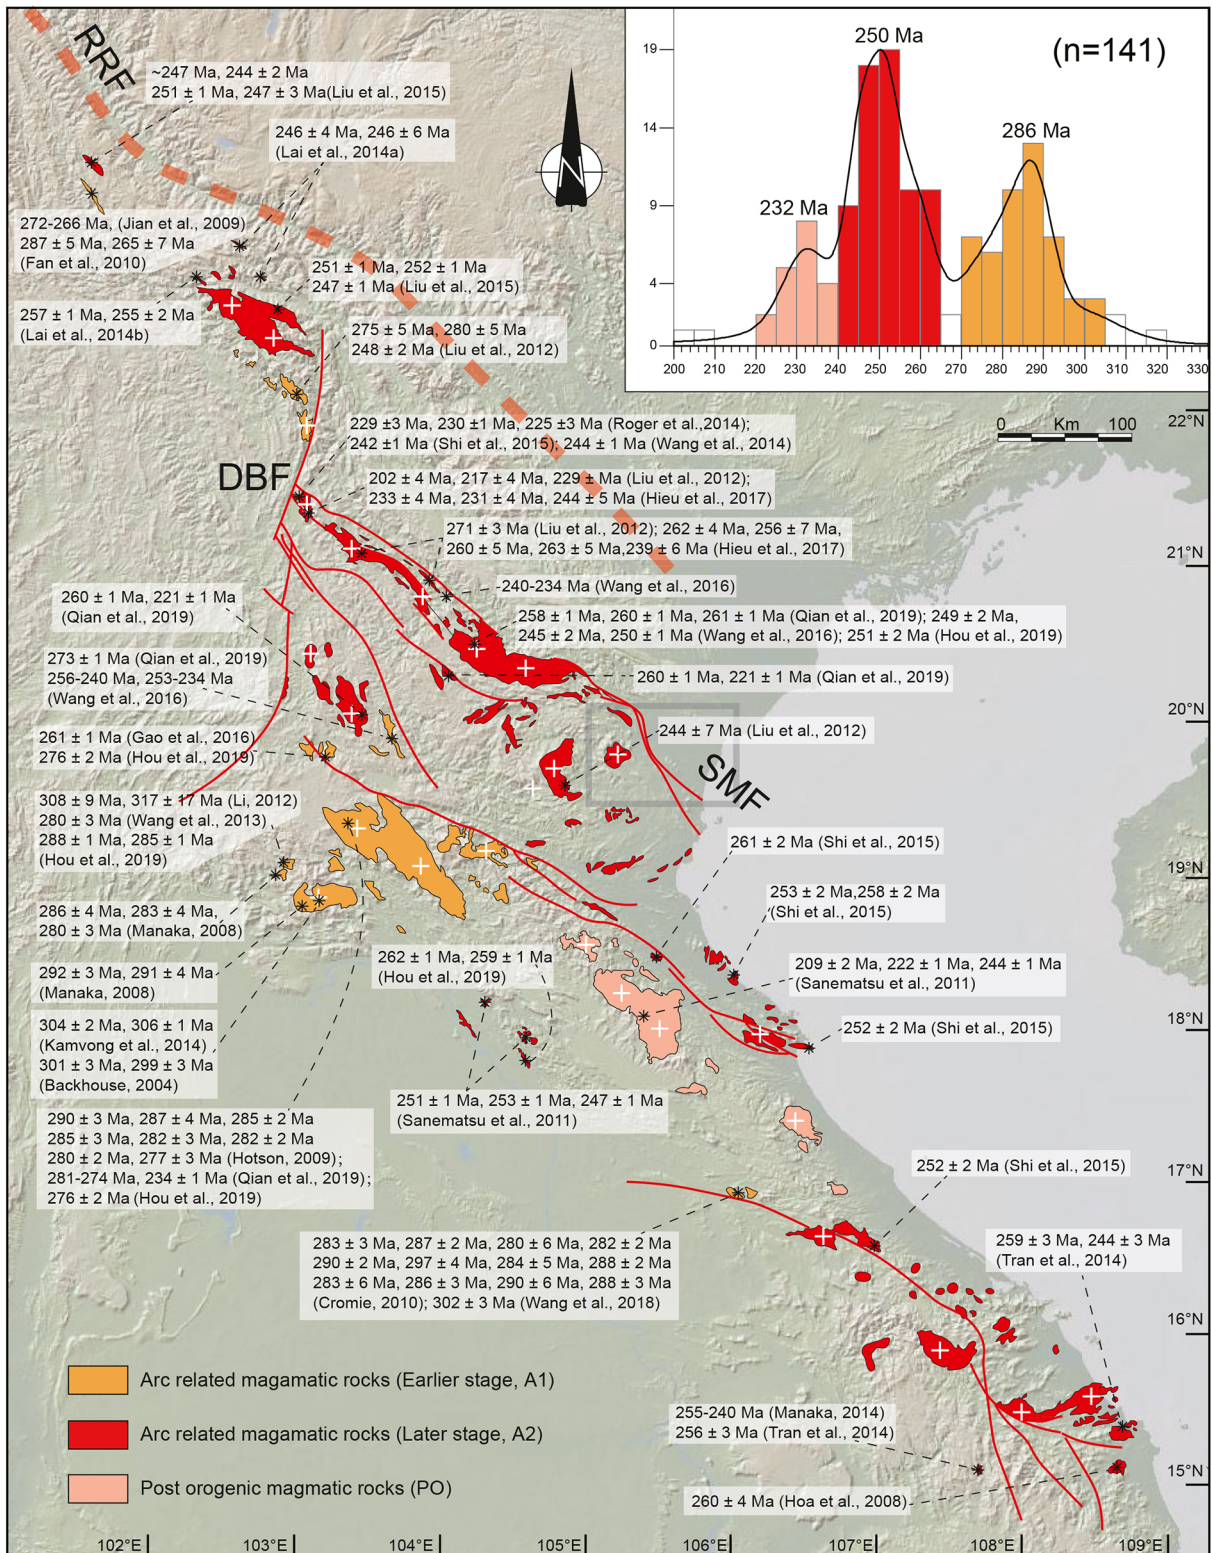 RRF
~247 Ma, 244 ± 2 Ma
251 ± 1 Ma, 247 ± 3 Ma(Liu et al., 2015)
246 ± 4 Ma, 246 ± 6 Ma
(Lai et al., 2014a)
N
272-266 Ma, (Jian et al., 2009)
287 ± 5 Ma, 265 ± 7 Ma
(Fan et al., 2010)
251 ± 1 Ma, 252 ± 1 Ma
247 ± 1 Ma (Liu et al., 2015)
257 ± 1 Ma, 255 ± 2 Ma
(Lai et al., 2014b)
275 ± 5 Ma, 280 ± 5 Ma
248 ± 2 Ma (Liu et al., 2012)
250 Ma
(n=141)
286 Ma
232 Ma
19
14
9
4
0
200 210 220 230 240 250 260 270 280 290 300 310 320 330
0 Km 100
22°N
229 ±3 Ma, 230 ±1 Ma, 225 ±3 Ma (Roger et al.,2014);
242 ±1 Ma (Shi et al., 2015); 244 ± 1 Ma (Wang et al., 2014)
DBF
202 ± 4 Ma, 217 ± 4 Ma, 229 ± Ma (Liu et al., 2012);
233 ± 4 Ma, 231 ± 4 Ma, 244 ± 5 Ma (Hieu et al., 2017)
271 ± 3 Ma (Liu et al., 2012); 262 ± 4 Ma, 256 ± 7 Ma,
260 ± 5 Ma, 263 ± 5 Ma,239 ± 6 Ma (Hieu et al., 2017)
21°N
240-234 Ma (Wang et al., 2016)
260 ± 1 Ma, 221 ± 1 Ma
(Qian et al., 2019)
258 ± 1 Ma, 260 ± 1 Ma, 261 ± 1 Ma (Qian et al., 2019); 249 ± 2 Ma,
245 ± 2 Ma, 250 ± 1 Ma (Wang et al., 2016); 251 ± 2 Ma (Hou et al., 2019)
273 ± 1 Ma (Qian et al., 2019)
256-240 Ma, 253-234 Ma
(Wang et al., 2016)
260 ± 1 Ma, 221 ± 1 Ma (Qian et al., 2019)
20°N
261 ± 1 Ma (Gao et al., 2016)
276 ± 2 Ma (Hou et al., 2019)
244 ± 7 Ma (Liu et al., 2012)
SMF
308 ± 9 Ma, 317 ± 17 Ma (Li, 2012)
280 ± 3 Ma (Wang et al., 2013)
288 ± 1 Ma, 285 ± 1 Ma
(Hou et al., 2019)
261 ± 2 Ma (Shi et al., 2015)
19°N
253 ± 2 Ma,258 ± 2 Ma
(Shi et al., 2015)
286 ± 4 Ma, 283 ± 4 Ma,
280 ± 3 Ma (Manaka, 2008)
262 ± 1 Ma, 259 ± 1 Ma
(Hou et al., 2019)
209 ± 2 Ma, 222 ± 1 Ma, 244 ± 1 Ma
(Sanematsu et al., 2011)
292 ± 3 Ma, 291 ± 4 Ma
(Manaka, 2008)
304 ± 2 Ma, 306 ± 1 Ma
(Kamvong et al., 2014)
301 ± 3 Ma, 299 ± 3 Ma
(Backhouse, 2004)
252 ± 2 Ma (Shi et al., 2015)
18°N
251 ± 1 Ma, 253 ± 1 Ma, 247 ± 1 Ma
(Sanematsu et al., 2011)
290 ± 3 Ma, 287 ± 4 Ma, 285 ± 2 Ma
285 ± 3 Ma, 282 ± 3 Ma, 282 ± 2 Ma
280 ± 2 Ma, 277 ± 3 Ma (Hotson, 2009);
281-274 Ma, 234 ± 1 Ma (Qian et al., 2019);
276 ± 2 Ma (Hou et al., 2019)
252 ± 2 Ma (Shi et al., 2015)
17°N
283 ± 3 Ma, 287 ± 2 Ma, 280 ± 6 Ma, 282 ± 2 Ma
290 ± 2 Ma, 297 ± 4 Ma, 284 ± 5 Ma, 288 ± 2 Ma
283 ± 6 Ma, 286 ± 3 Ma, 290 ± 6 Ma, 288 ± 3 Ma
(Cromie, 2010); 302 ± 3 Ma (Wang et al., 2018)
259 ± 3 Ma, 244 ± 3 Ma
(Tran et al., 2014)
16°N
Arc related magamatic rocks (Earlier stage, A1)
Arc related magamatic rocks (Later stage, A2)
Post orogenic magmatic rocks (PO)
255-240 Ma (Manaka, 2014)
256 ± 3 Ma (Tran et al., 2014)
15°N
260 ± 4 Ma (Hoa et al., 2008)
102°E 103°E 104°E 105°E 106°E 107°E 108°E 109°E